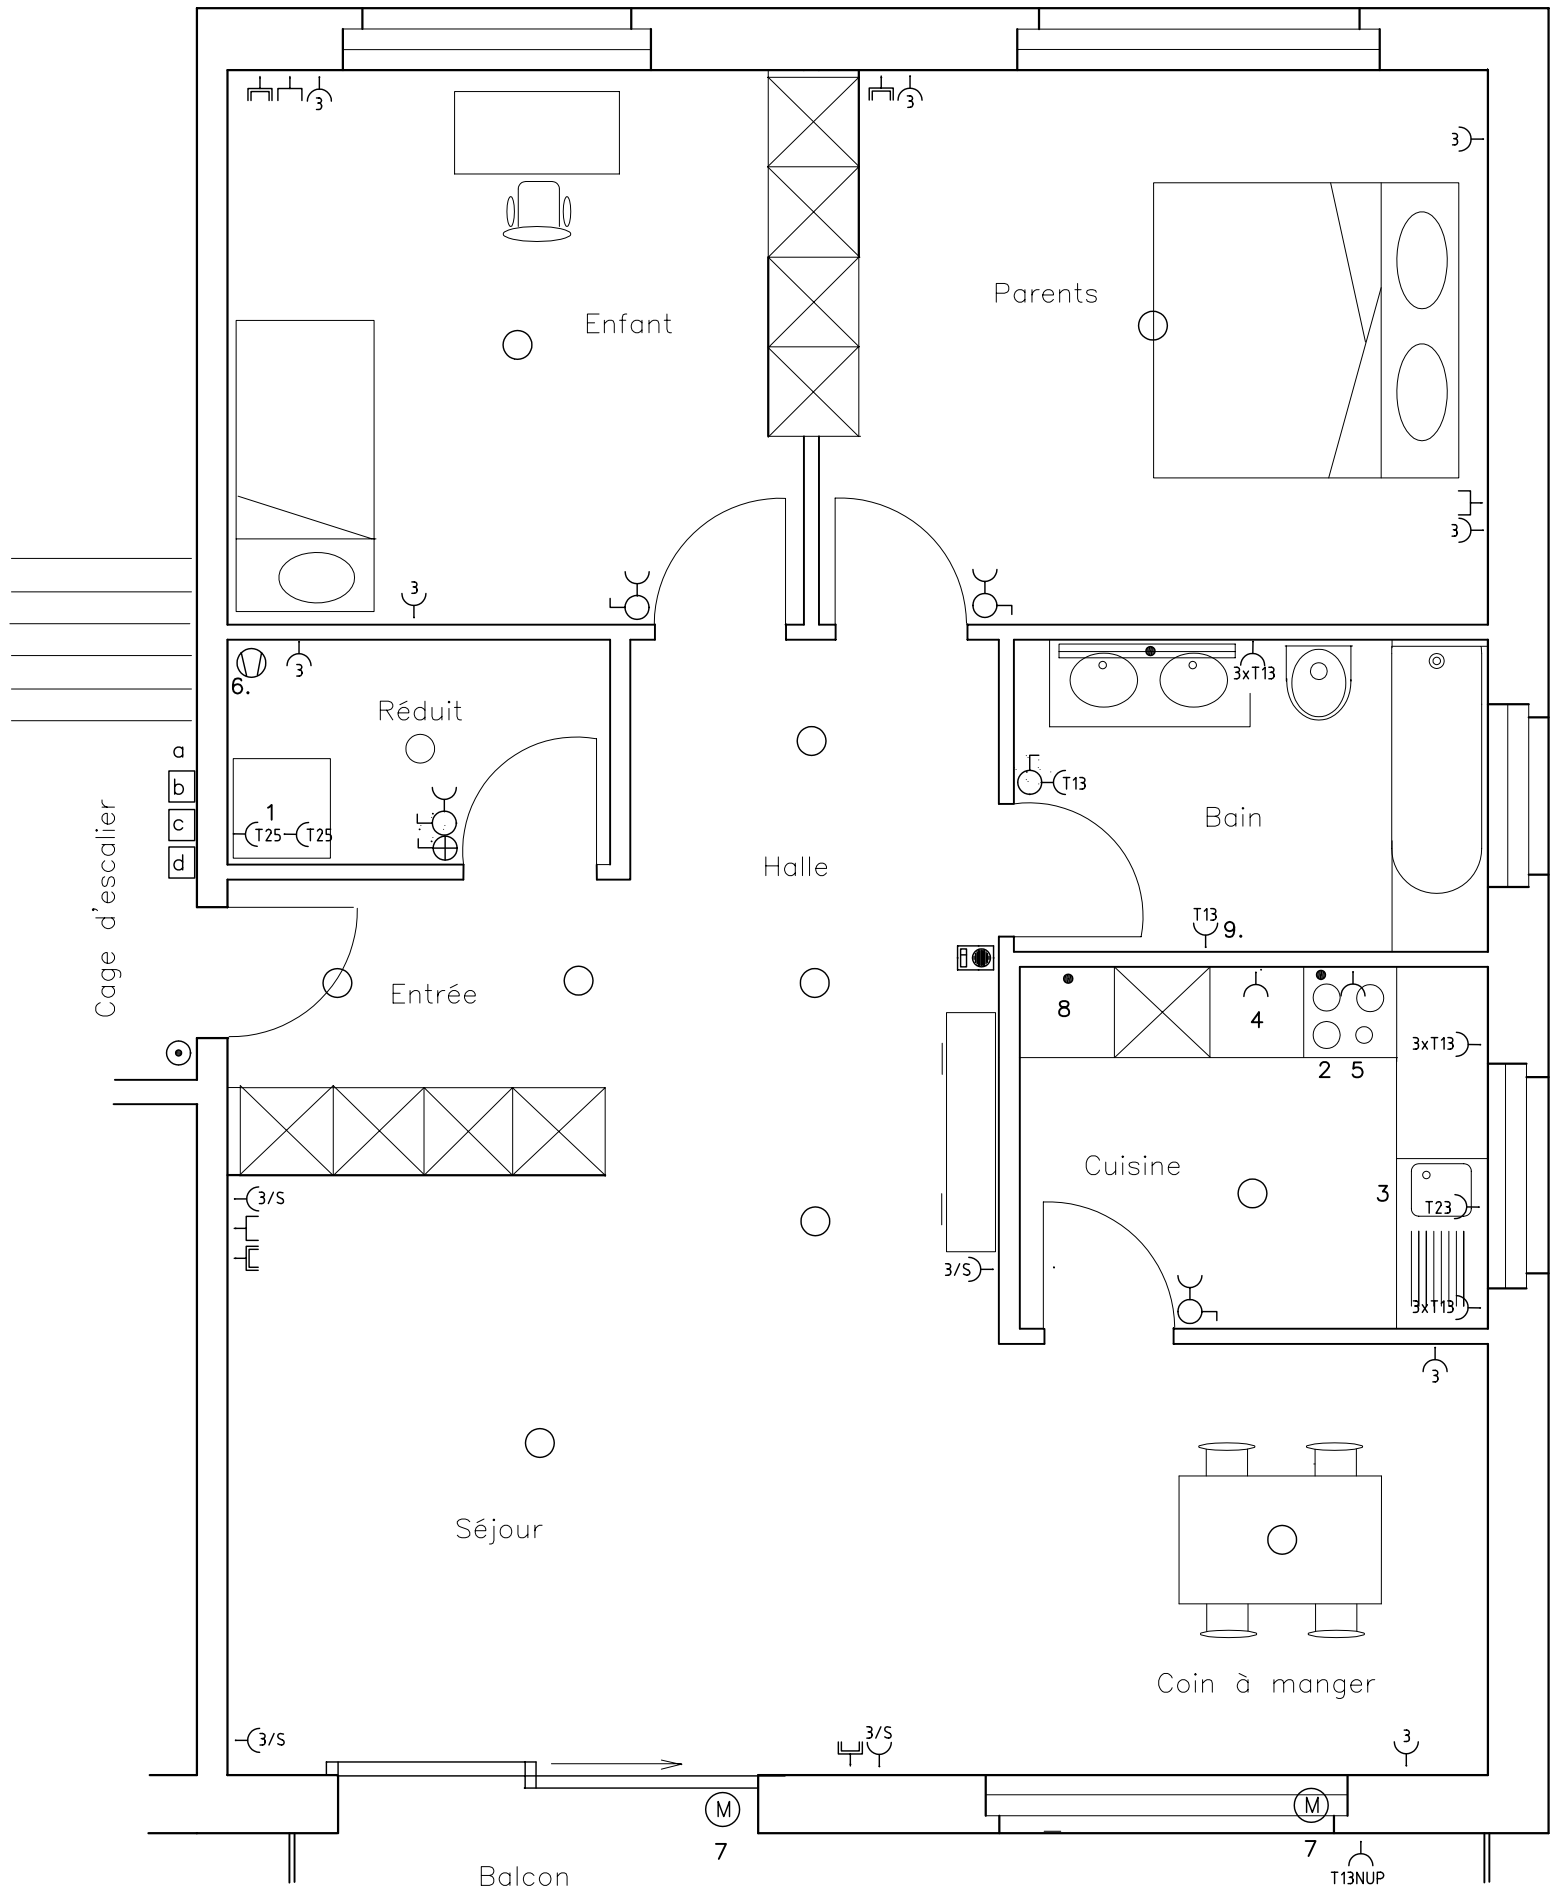 3
3
3
Parents
Enfant
3
3
3
3xT13
6.
Réduit
a
b
c
d
T13
1
T25
T25
Bain
Halle
Cage d'escalier
T13
9.
Entrée
8
4
2
5
3xT13
Cuisine
3
T23
3/S
3/S
3xT13
3
Séjour
Coin à manger
3/S
3/S
3
M
M
7
7
Balcon
T13NUP